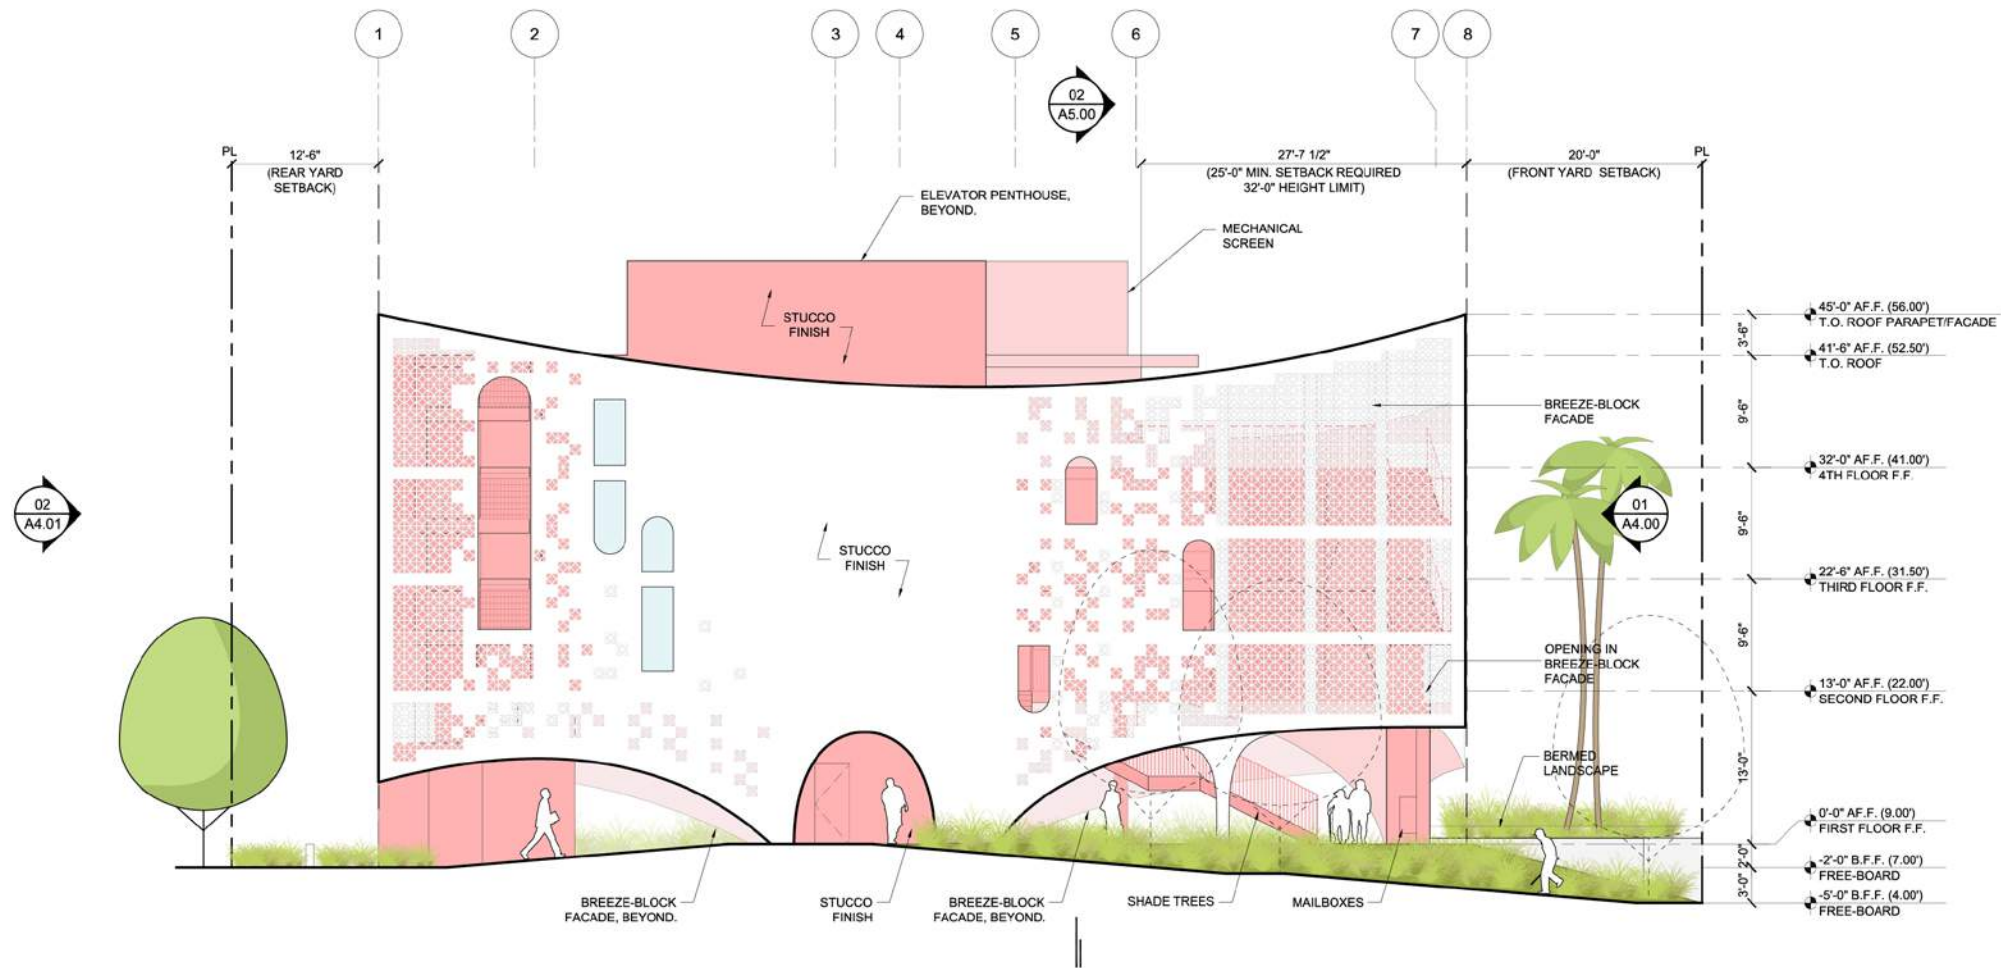 1
2
3
4
5
6
7
8
02
A5.00
PL
12'-6"
(REAR YARD
SETBACK)
27'-7 1/2"
(25'-0" MIN. SETBACK REQUIRED
32'-0" HEIGHT LIMIT)
20'-0"
(FRONT YARD SETBACK)
PL
ELEVATOR PENTHOUSE,
BEYOND.
MECHANICAL
SCREEN
STUCCO
FINISH
45'-0" AF.F. (56.00')
T.O. ROOF PARAPET/FACADE
3'-6"
41'-6" AF.F. (52.50')
T.O. ROOF
BREEZE-BLOCK
FACADE
9'-6"
32'-0" AF.F. (41.00')
4TH FLOOR F.F.
02
A4.01
01
A4.00
9'-6"
STUCCO
FINISH
22'-6" AF.F. (31.50')
THIRD FLOOR F.F.
9'-6"
OPENING IN
BREEZE-BLOCK
FACADE
13'-0" AF.F. (22.00')
SECOND FLOOR F.F.
BERMED
LANDSCAPE
13'-0"
0'-0" AF.F. (9.00')
FIRST FLOOR F.F.
2'-0"
-2'-0" B.F.F. (7.00')
FREE-BOARD
3'-0"
-5'-0" B.F.F. (4.00')
FREE-BOARD
BREEZE-BLOCK
FACADE, BEYOND.
STUCCO
FINISH
BREEZE-BLOCK
FACADE, BEYOND.
SHADE TREES
MAILBOXES